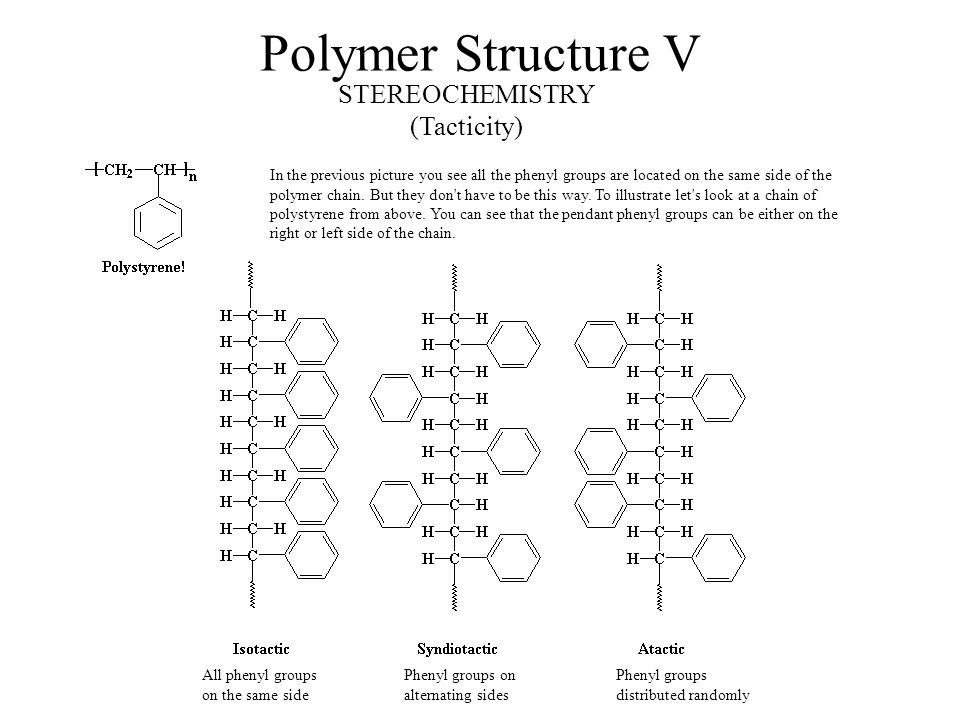 Polymer Structure V
STEREOCHEMISTRY
(Tacticity)
-[-CH2—CH-]-n
Polystyrene!
In the previous picture you see all the phenyl groups are located on the same side of the
polymer chain. But they don't have to be this way. To illustrate let's look at a chain of
polystyrene from above. You can see that the pendant phenyl groups can be either on the
right or left side of the chain.
H—C—H
H—C
H—C—H
H—C
H—C—H
H—C
H—C—H
H—C
H—C—H
H—C
Isotactic
All phenyl groups
on the same side
H—C—H
H—C
H—C—H
C—H
H—C—H
H—C
H—C—H
C—H
H—C—H
H—C
Syndiotactic
Phenyl groups on
alternating sides
H—C—H
C—H
H—C—H
H—C
H—C—H
C—H
H—C—H
C—H
H—C—H
H—C
Atactic
Phenyl groups
distributed randomly